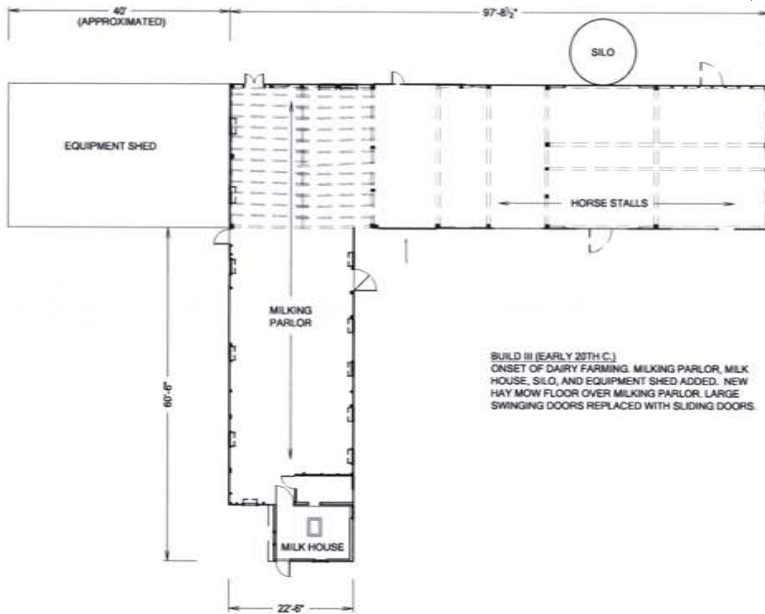 40'
(APPROXIMATED)
97'-8½"
SILO
EQUIPMENT SHED
HORSE STALLS
MILKING
PARLOR
60'-6"
BUILD III (EARLY 20TH C.)
ONSET OF DAIRY FARMING. MILKING PARLOR, MILK
HOUSE, SILO, AND EQUIPMENT SHED ADDED. NEW
HAY MOW FLOOR OVER MILKING PARLOR. LARGE
SWINGING DOORS REPLACED WITH SLIDING DOORS.
MILK HOUSE
22'-6"